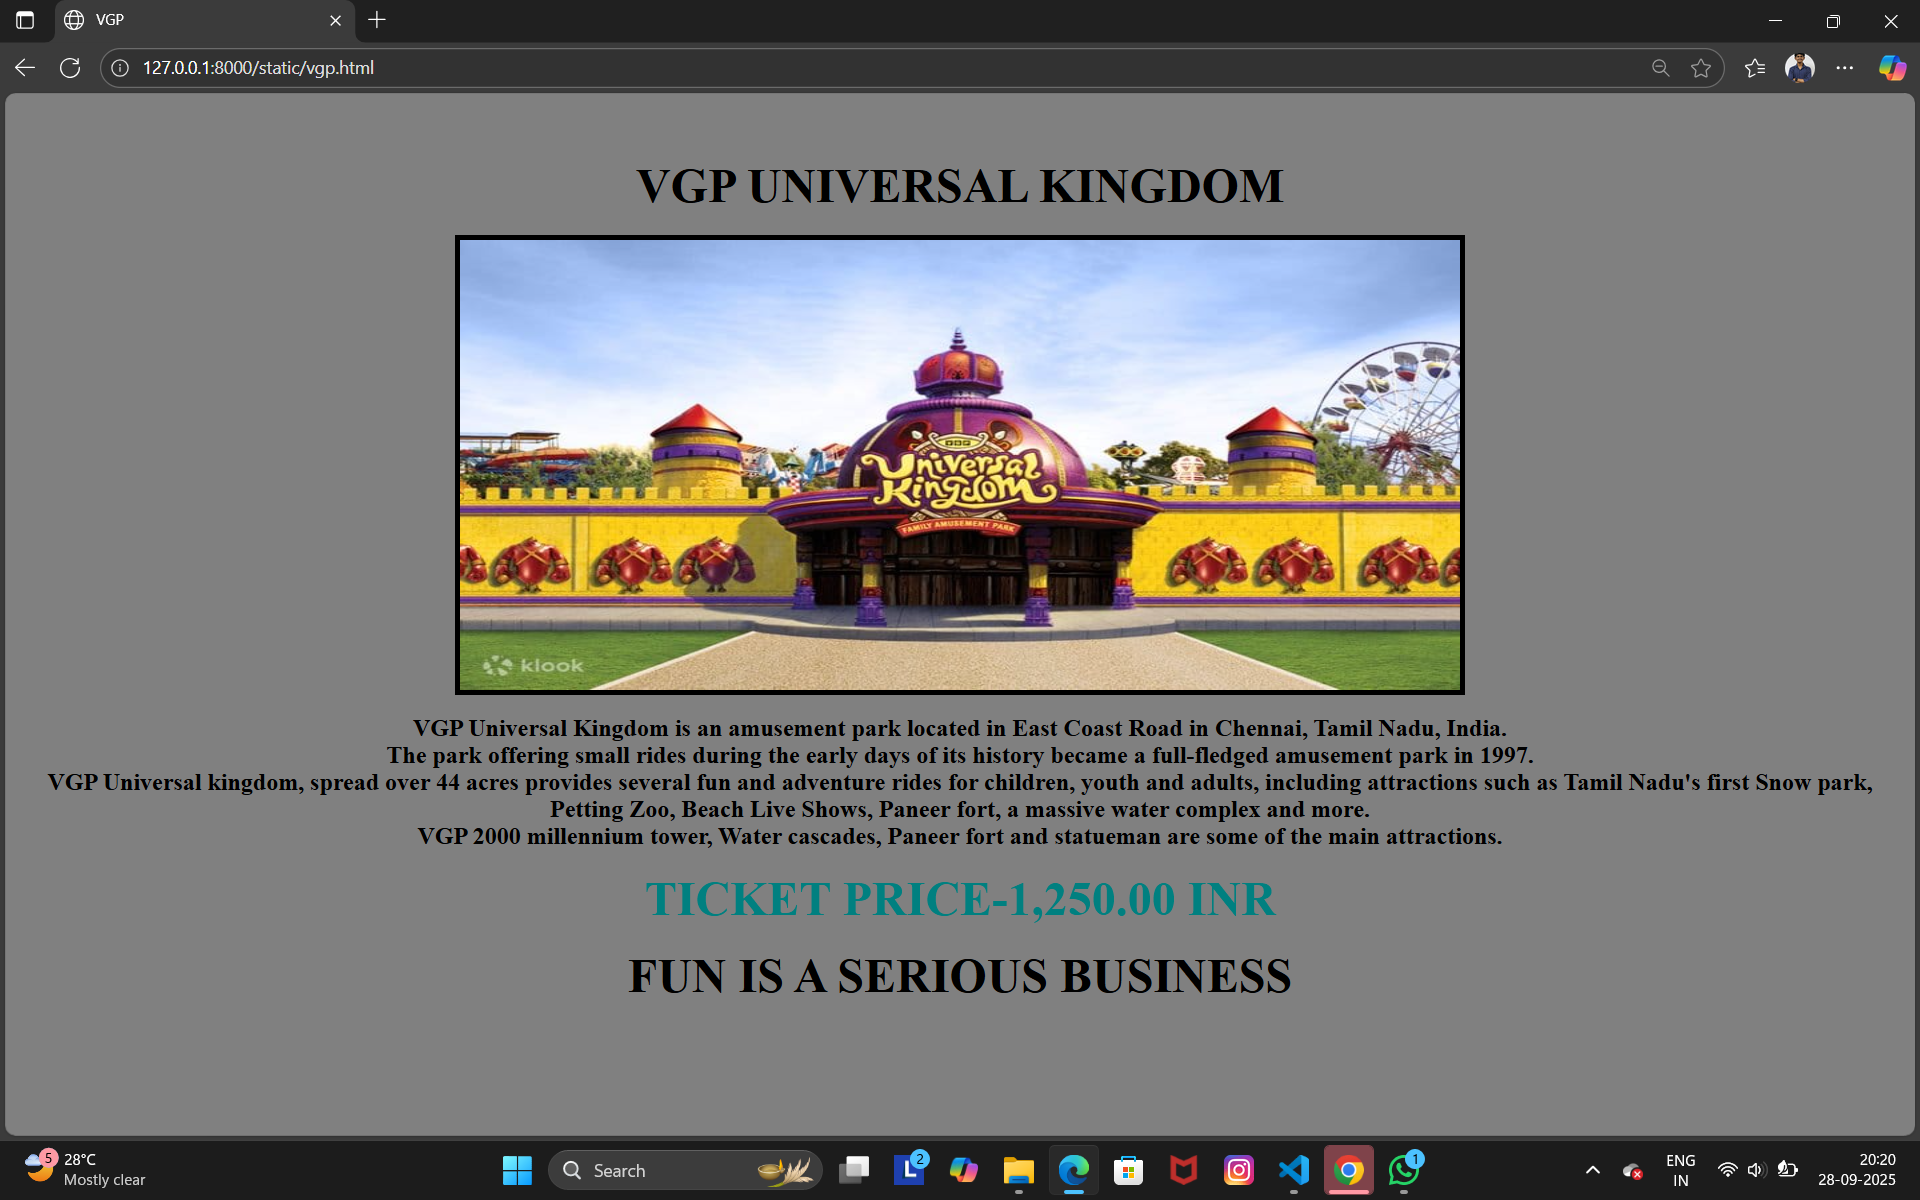 VGP
127.0.0.1:8000/static/vgp.html
VGP UNIVERSAL KINGDOM
VGP
Universal
Kingdom
FAMILY AMUSEMENT PARK
klook
VGP Universal Kingdom is an amusement park located in East Coast Road in Chennai, Tamil Nadu, India.
The park offering small rides during the early days of its history became a full-fledged amusement park in 1997.
VGP Universal kingdom, spread over 44 acres provides several fun and adventure rides for children, youth and adults, including attractions such as Tamil Nadu's first Snow park,
Petting Zoo, Beach Live Shows, Paneer fort, a massive water complex and more.
VGP 2000 millennium tower, Water cascades, Paneer fort and statueman are some of the main attractions.
TICKET PRICE-1,250.00 INR
FUN IS A SERIOUS BUSINESS
5
28°C
Mostly clear
Search
L
2
1
ENG
IN
20:20
28-09-2025